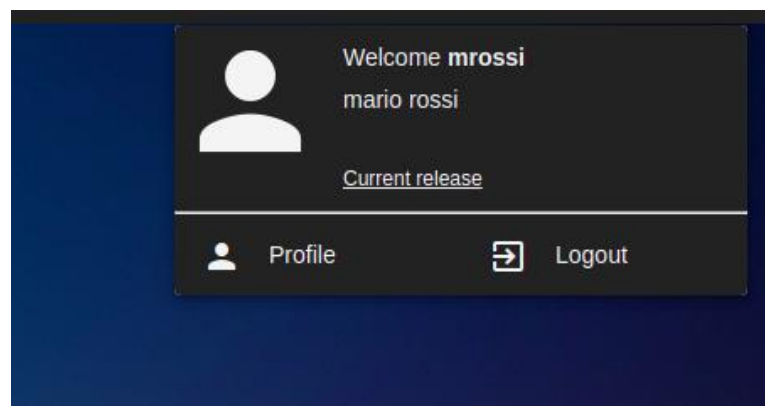 Welcome mrossi
mario rossi
Current release
Profile
Logout